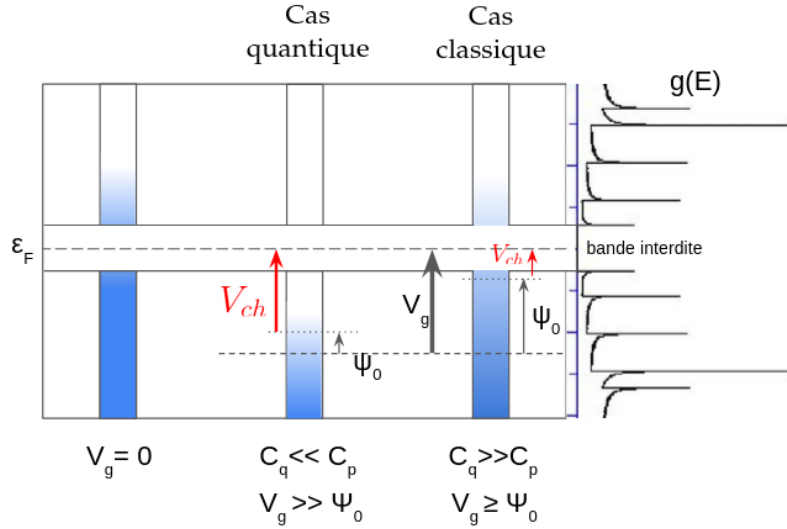 Cas quantique
Cas classique
g(E)
ε_F
bande interdite
V_ch
V_ch
V_g
ψ_0
ψ_0
V_g = 0
C_q << C_p
V_g >> Ψ_0
C_q >> C_p
V_g ≥ Ψ_0